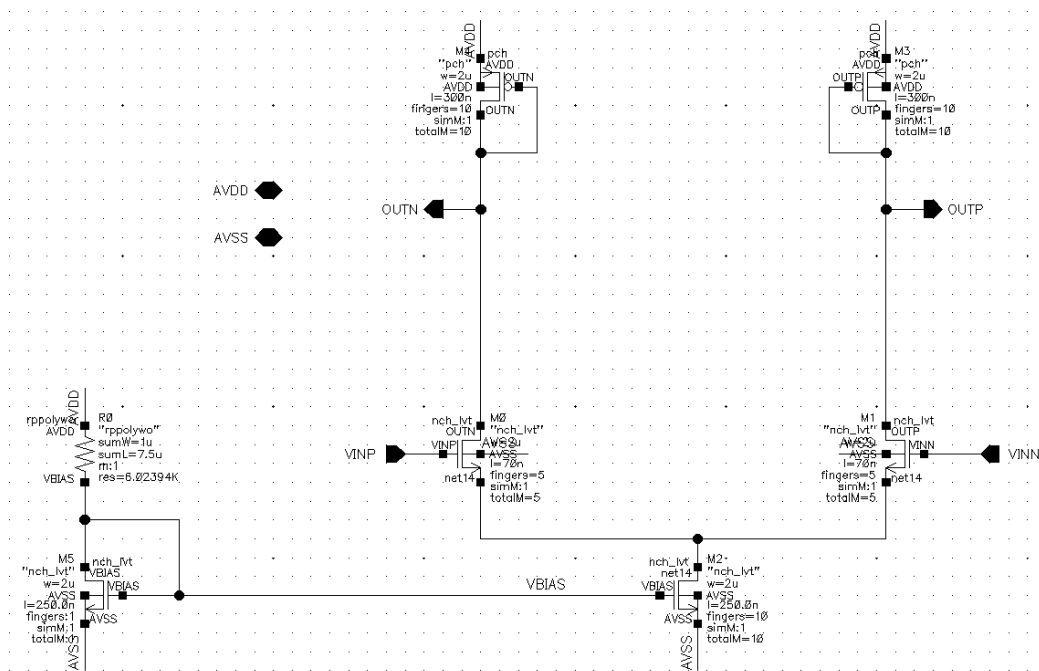 AVDD
M4 pch
"pch"
AVDD
w=2u
OUTN
AVDD
l=300n
fingers=10
OUTN
simM:1
totalM=10
AVDD
pch M3
"pch"
AVDD
w=2u
OUTP
AVDD
l=300n
fingers=10
OUTP
simM:1
totalM=10
AVDD
AVSS
OUTN
OUTP
AVDD
rppolywo R0
"rppolywo"
AVDD
sumW=1u
sumL=7.5u
m:1
VBIAS
res=6.02394K
VINP
nch_lvt M0
OUTN
"nch_lvt"
VINP
AVSS
AVSS
l=70n
fingers=5
net14
simM:1
totalM=5
M1 nch_lvt
"nch_lvt"
OUTP
AVSS
VINN
AVSS
l=70n
fingers=5
net14
simM:1
totalM=5
VINN
M5 nch_lvt
"nch_lvt"
VBIAS
w=2u
VBIAS
AVSS
l=250.0n
fingers:1
AVSS
simM:1
AVSS
VBIAS
nch_lvt M2
net14
"nch_lvt"
w=2u
VBIAS
AVSS
l=250.0n
fingers=10
AVSS
simM:1
totalM=10
AVSS